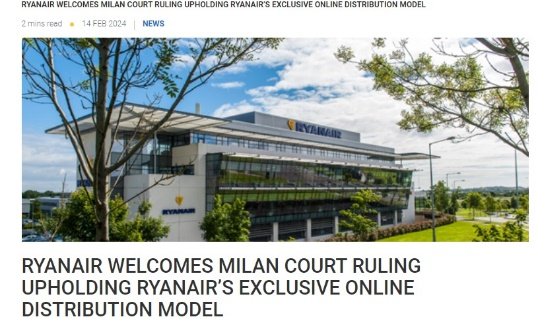 RYANAIR WELCOMES MILAN COURT RULING UPHOLDING RYANAIR'S EXCLUSIVE ONLINE DISTRIBUTION MODEL
2 mins read 14 FEB 2024 | NEWS
RYANAIR
RYANAIR
RYANAIR WELCOMES MILAN COURT RULING
UPHOLDING RYANAIR'S EXCLUSIVE ONLINE
DISTRIBUTION MODEL